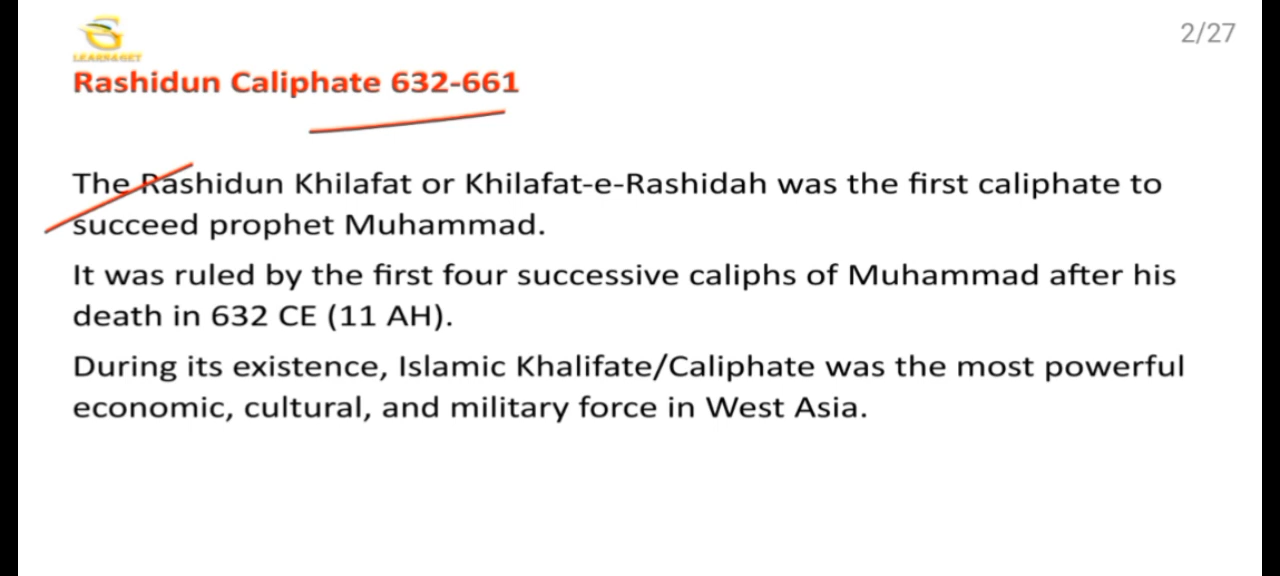 LEARN4GET
2/27
Rashidun Caliphate 632-661
The Rashidun Khilafat or Khilafat-e-Rashidah was the first caliphate to
succeed prophet Muhammad.
It was ruled by the first four successive caliphs of Muhammad after his
death in 632 CE (11 AH).
During its existence, Islamic Khalifate/Caliphate was the most powerful
economic, cultural, and military force in West Asia.